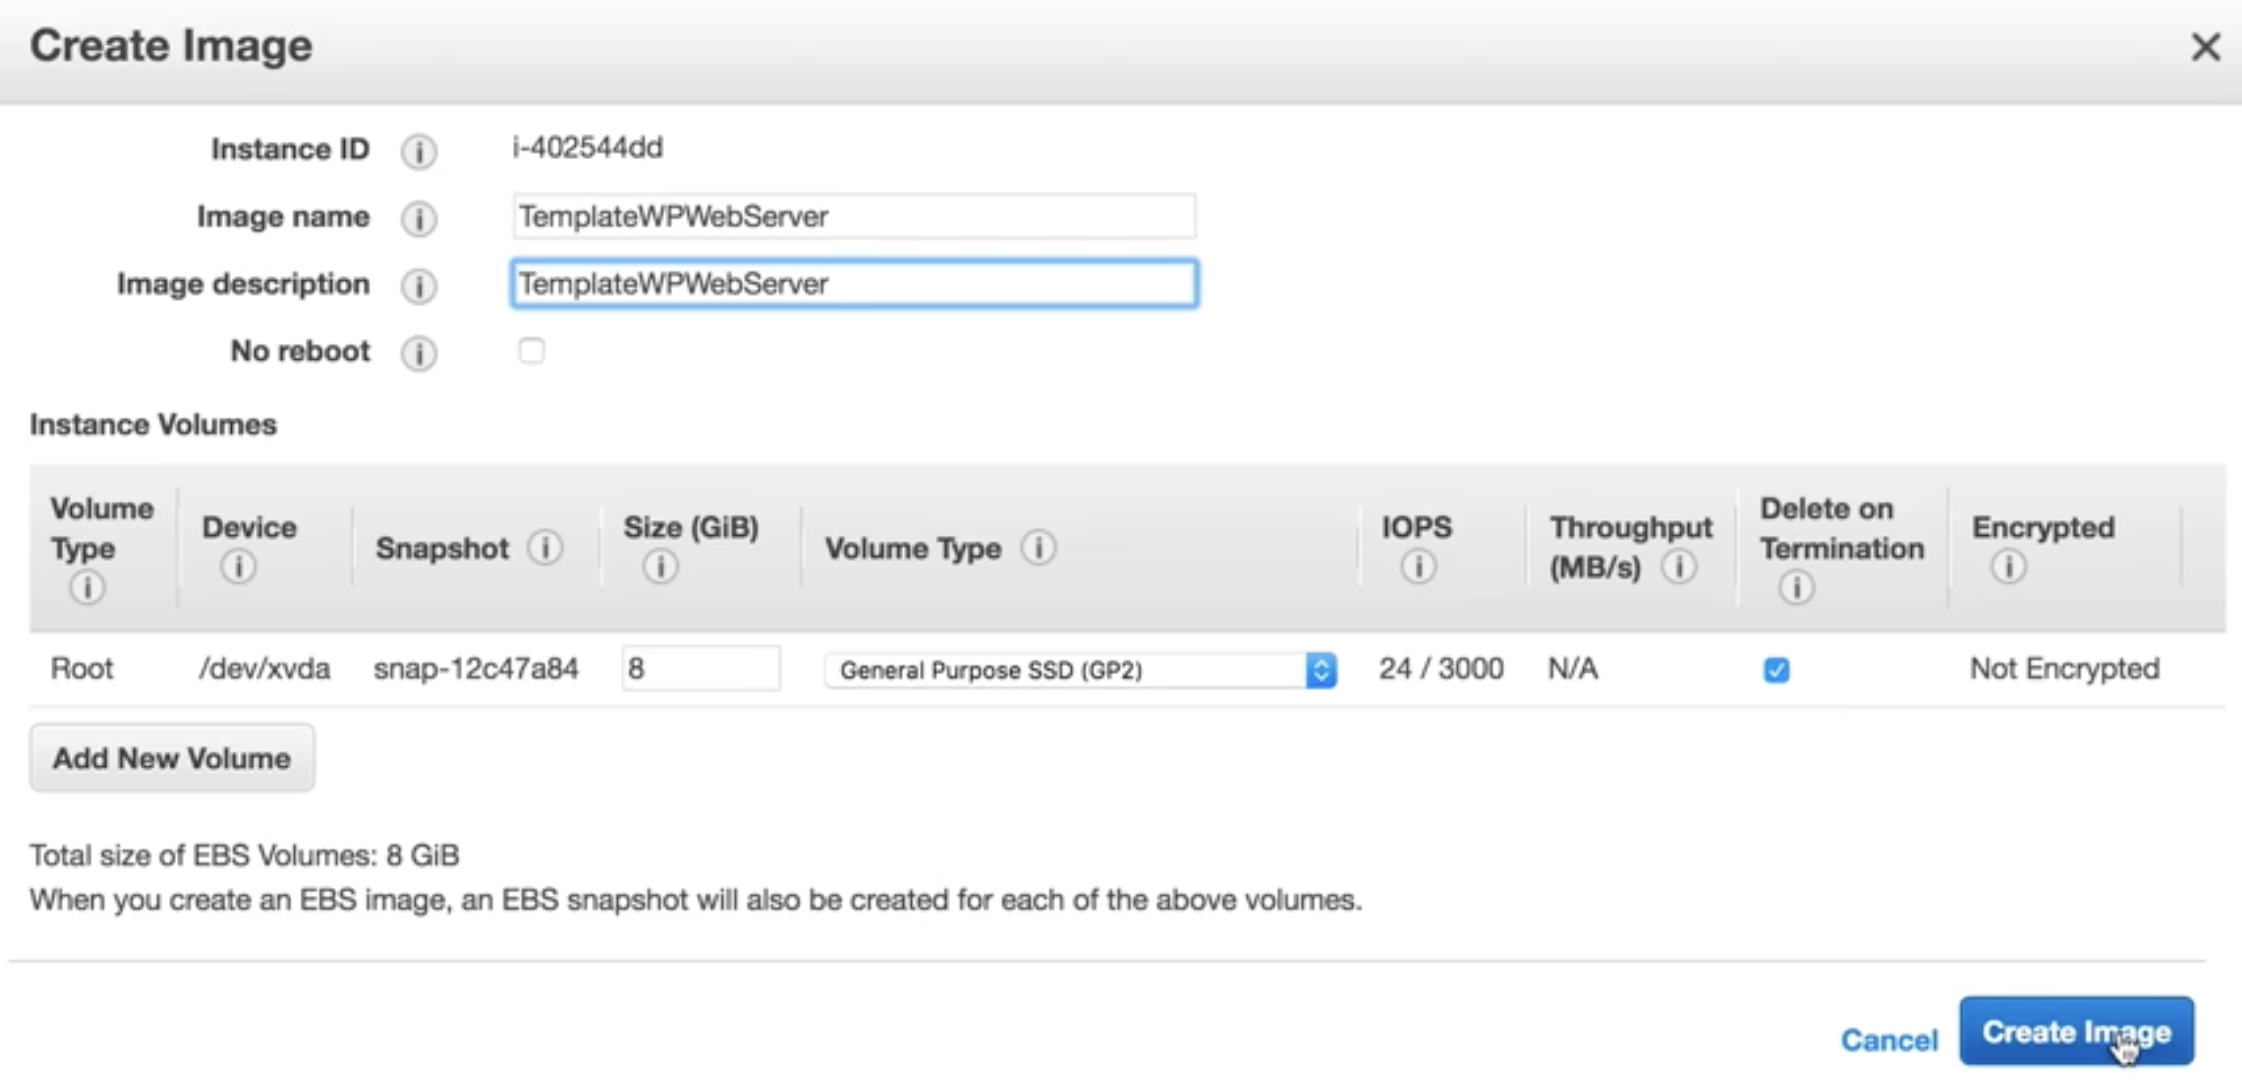 Create Image
Instance ID i-402544dd
Image name TemplateWPWebServer
Image description TemplateWPWebServer
No reboot
Instance Volumes
Volume Type Device Snapshot Size (GiB) Volume Type IOPS Throughput (MB/s) Delete on Termination Encrypted
Root /dev/xvda snap-12c47a84 8 General Purpose SSD (GP2) 24 / 3000 N/A Not Encrypted
Add New Volume
Total size of EBS Volumes: 8 GiB
When you create an EBS image, an EBS snapshot will also be created for each of the above volumes.
Cancel Create Image